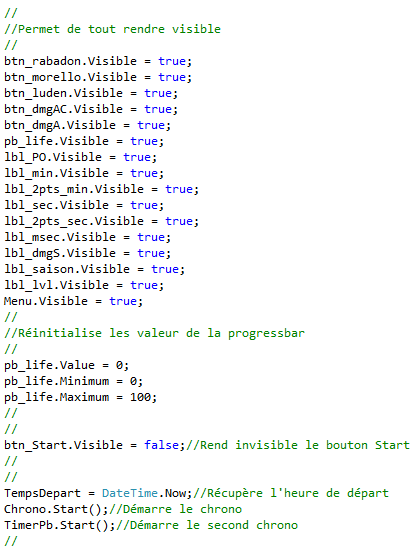 //
//Permet de tout rendre visible
//
btn_rabadon.Visible = true;
btn_morello.Visible = true;
btn_luden.Visible = true;
btn_dmgAC.Visible = true;
btn_dmgA.Visible = true;
pb_life.Visible = true;
lbl_PO.Visible = true;
lbl_min.Visible = true;
lbl_2pts_min.Visible = true;
lbl_sec.Visible = true;
lbl_2pts_sec.Visible = true;
lbl_msec.Visible = true;
lbl_dmgS.Visible = true;
lbl_saison.Visible = true;
lbl_lvl.Visible = true;
Menu.Visible = true;
//
//Réinitialise les valeur de la progressbar
//
pb_life.Value = 0;
pb_life.Minimum = 0;
pb_life.Maximum = 100;
//
//
btn_Start.Visible = false;//Rend invisible le bouton Start
//
//
TempsDepart = DateTime.Now;//Récupère l'heure de départ
Chrono.Start();//Démarre le chrono
TimerPb.Start();//Démarre le second chrono
//